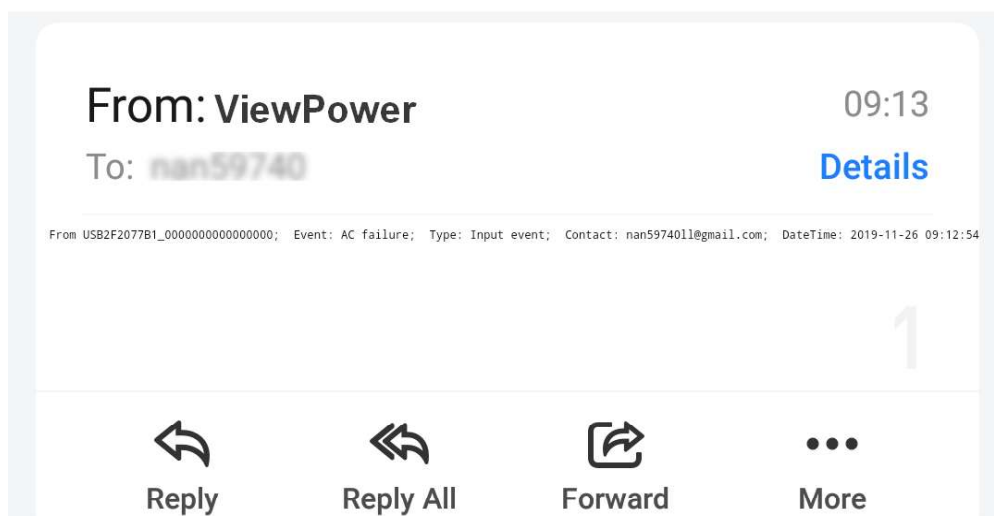 From: ViewPower 09:13
To: Details
From USB2F2077B1_0000000000000000; Event: AC failure; Type: Input event; Contact: nan59740ll@gmail.com; DateTime: 2019-11-26 09:12:54
1
Reply Reply All Forward More